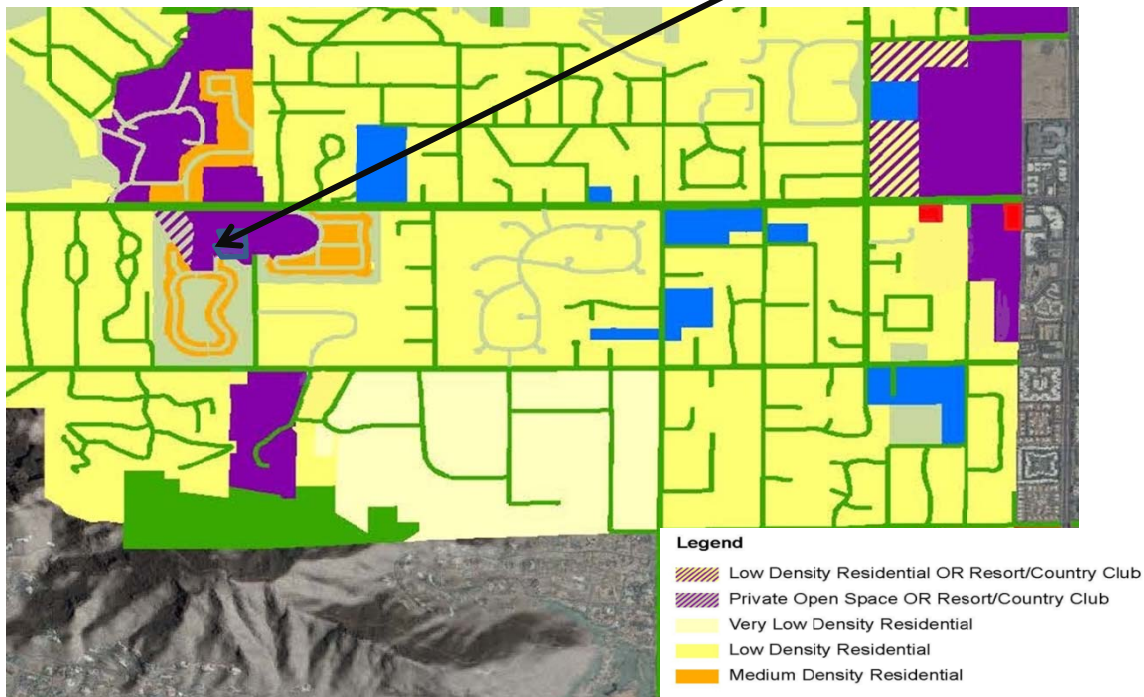 Legend
Low Density Residential OR Resort/Country Club
Private Open Space OR Resort/Country Club
Very Low Density Residential
Low Density Residential
Medium Density Residential